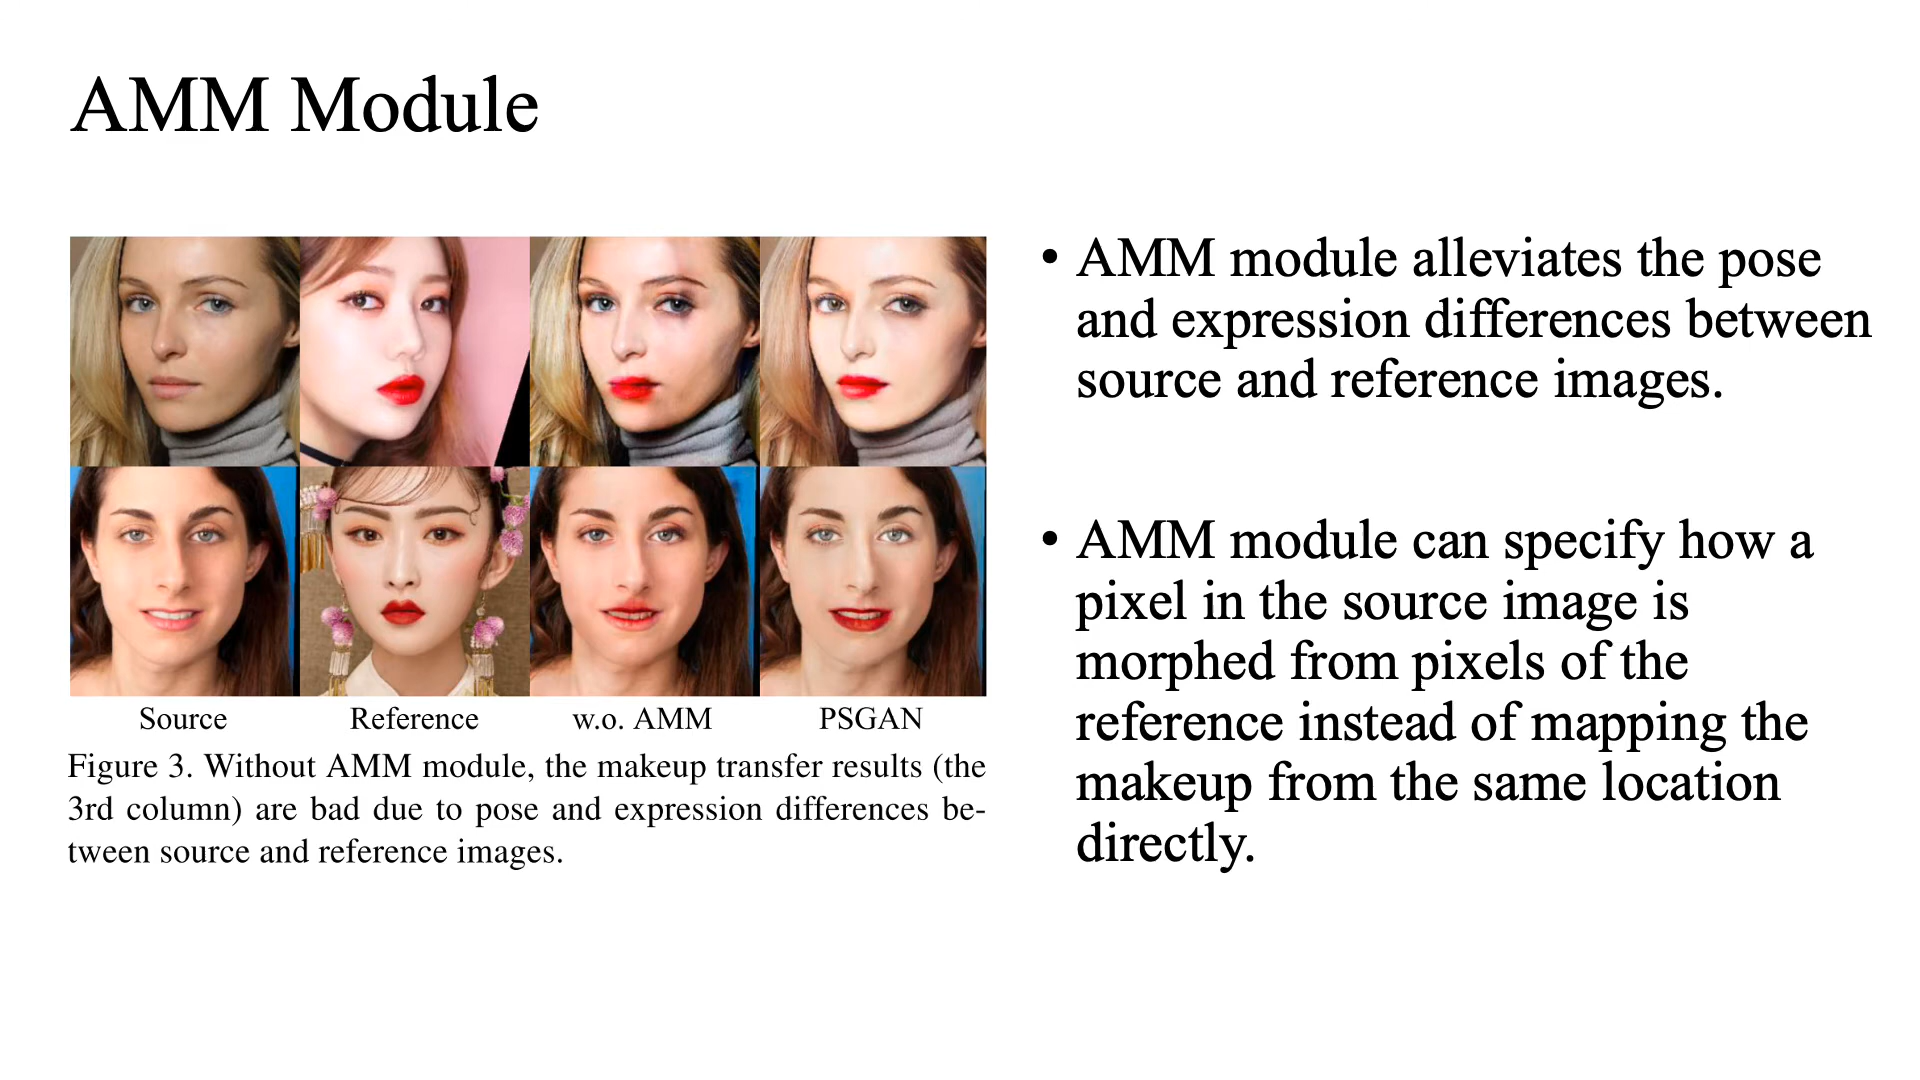 AMM Module
Source Reference w.o. AMM PSGAN
Figure 3. Without AMM module, the makeup transfer results (the
3rd column) are bad due to pose and expression differences be-
tween source and reference images.
• AMM module alleviates the pose
and expression differences between
source and reference images.
• AMM module can specify how a
pixel in the source image is
morphed from pixels of the
reference instead of mapping the
makeup from the same location
directly.